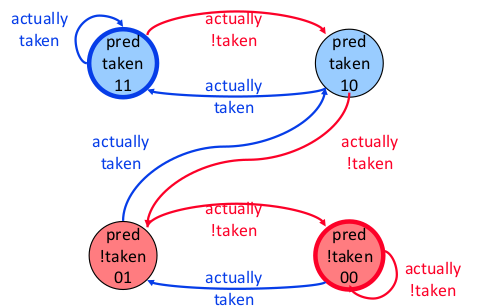 actually
taken
pred
taken
11
actually
!taken
pred
taken
10
actually
taken
actually
taken
actually
!taken
pred
!taken
01
actually
!taken
pred
!taken
00
actually
taken
actually
!taken